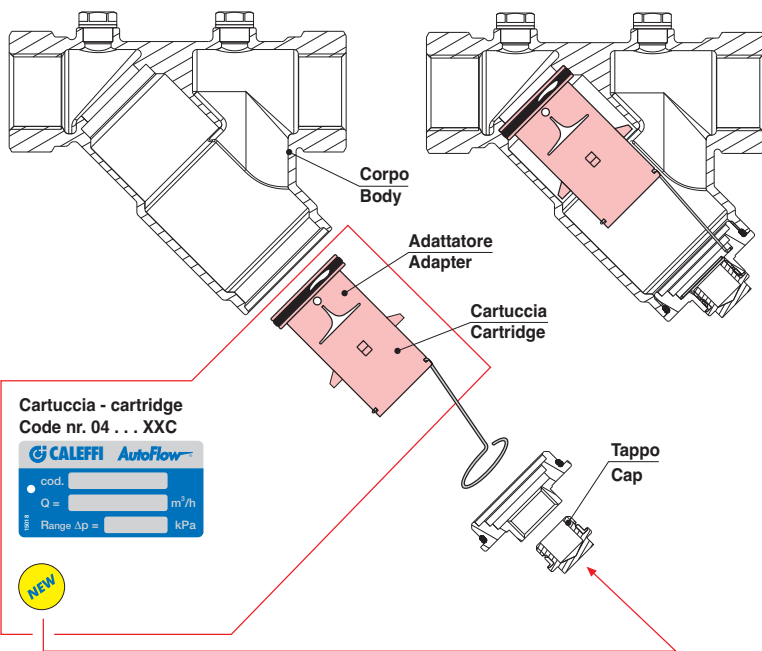 Corpo
Body
Adattatore
Adapter
Cartuccia
Cartridge
Cartuccia - cartridge
Code nr. 04 . . . XXC
CALEFFI AutoFlow
cod.
Q = m³/h
Range Δp = kPa
NEW
Tappo
Cap